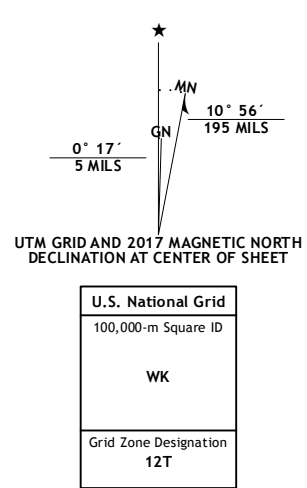 ★
MN
GN
10° 56´
195 MILS
0° 17´
5 MILS
UTM GRID AND 2017 MAGNETIC NORTH
DECLINATION AT CENTER OF SHEET
U.S. National Grid
100,000-m Square ID
WK
Grid Zone Designation
12T